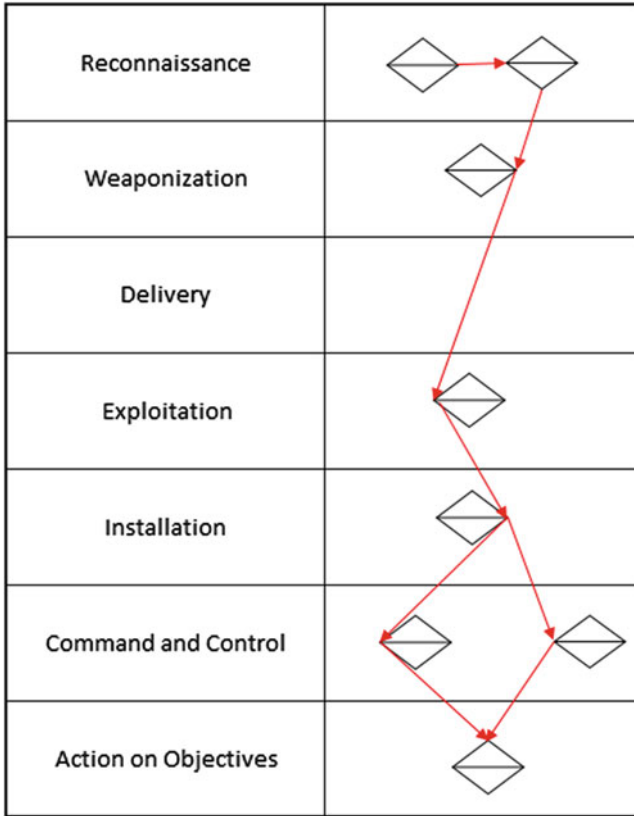 Reconnaissance
Weaponization
Delivery
Exploitation
Installation
Command and Control
Action on Objectives